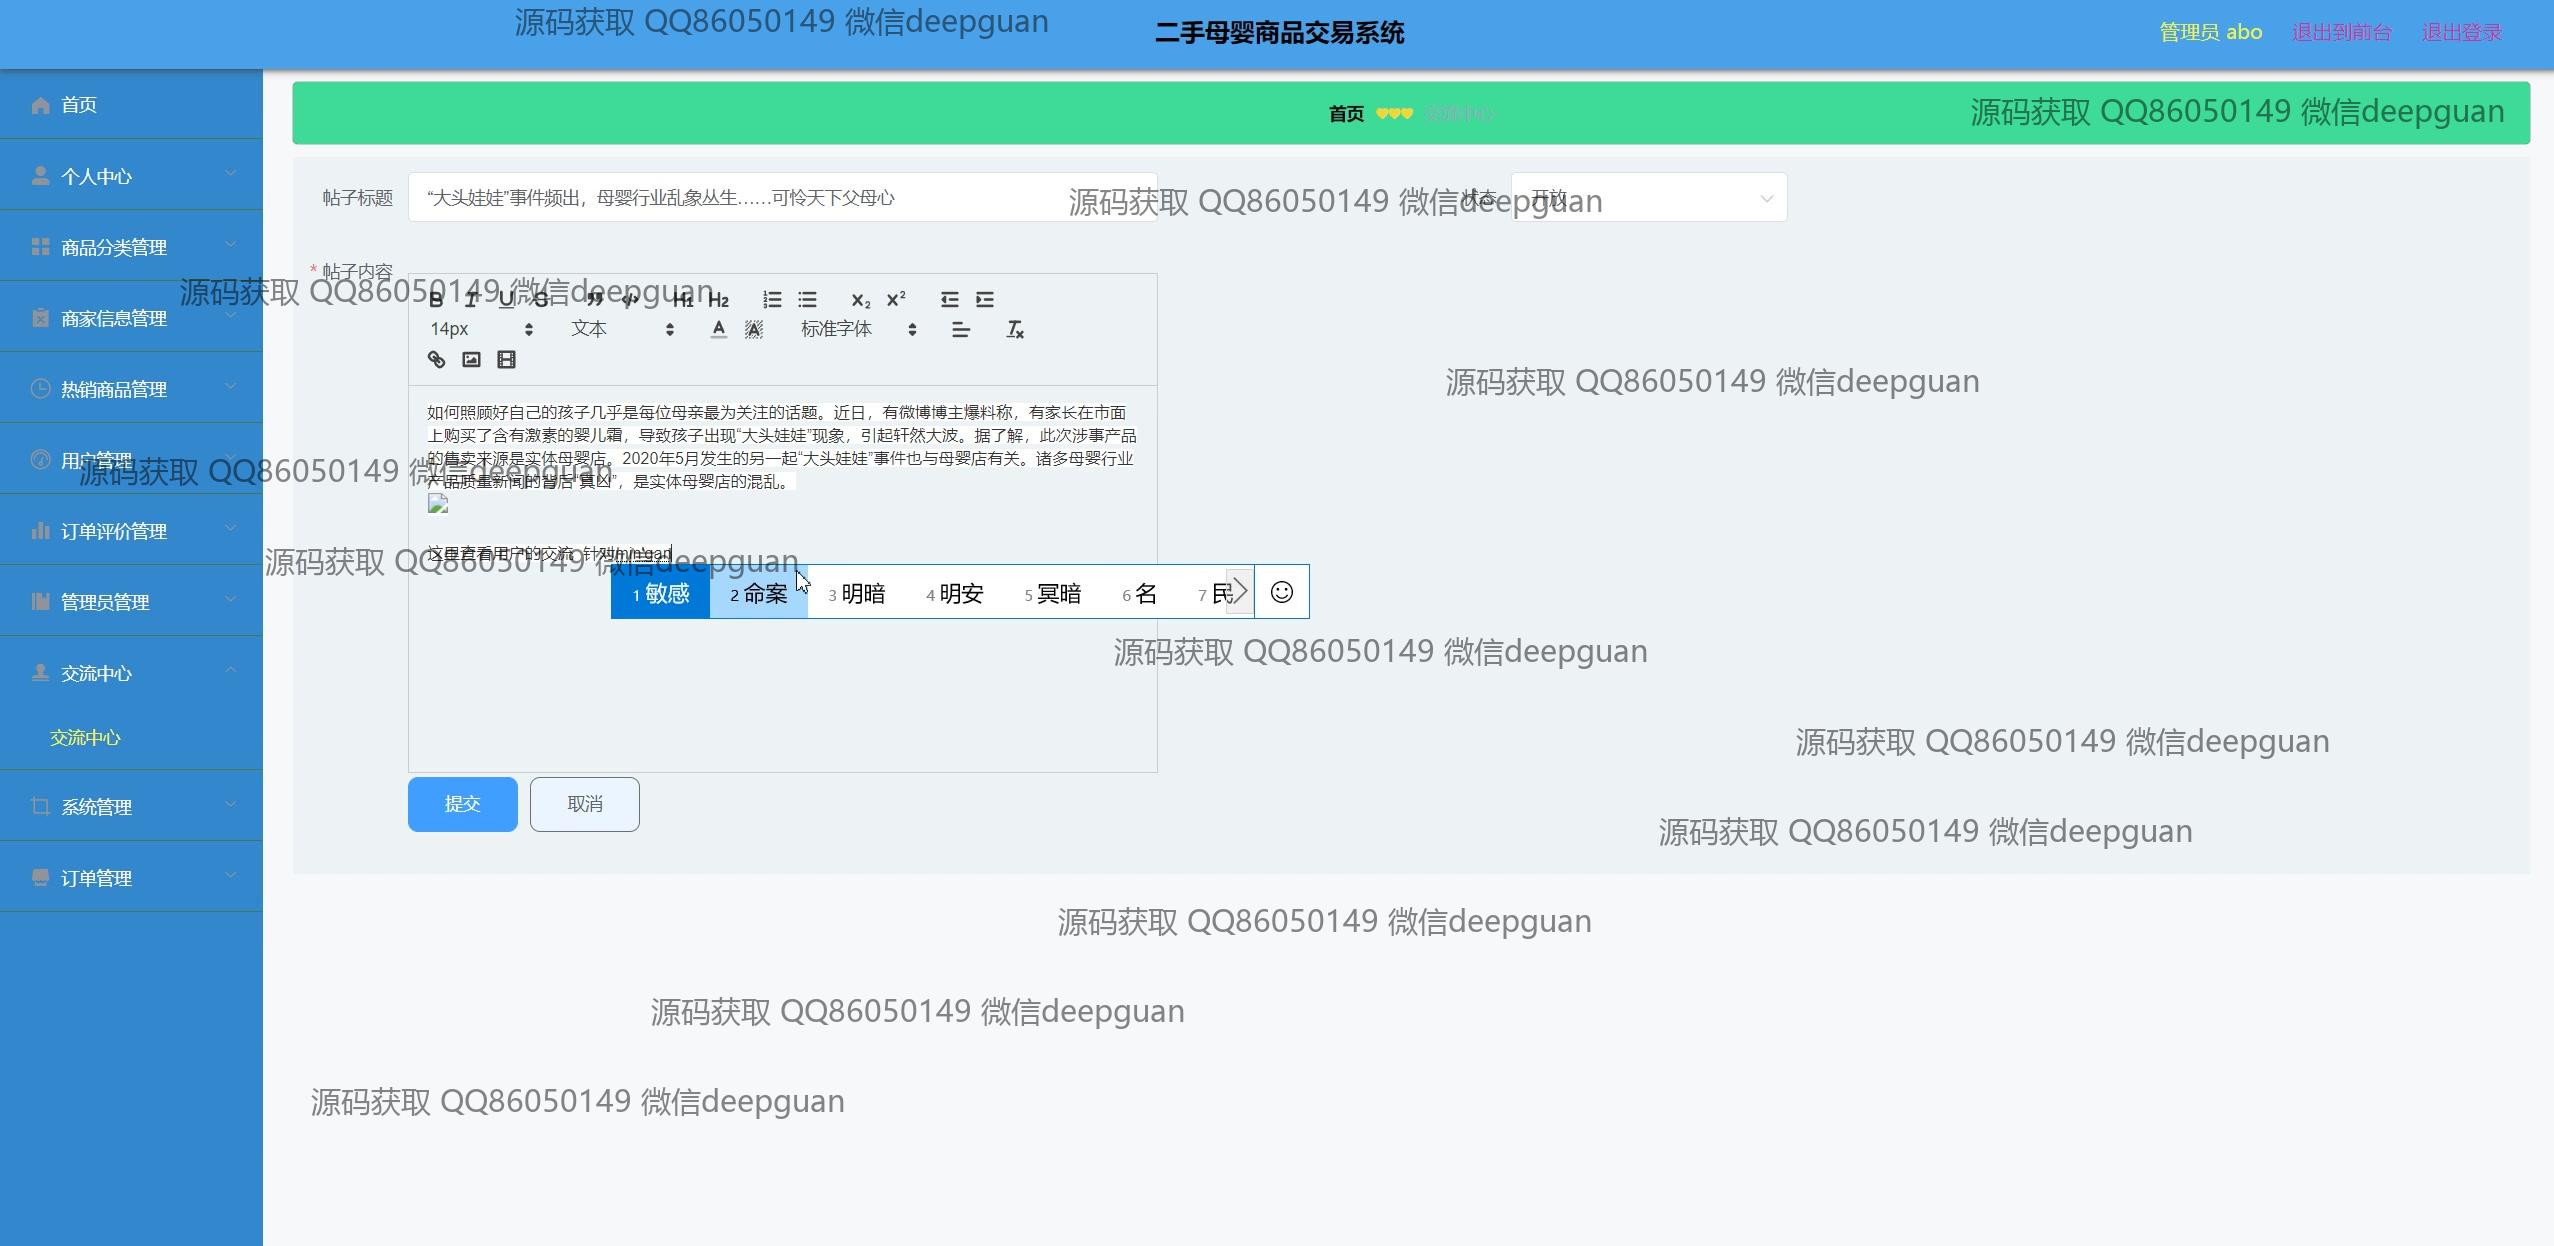 二手母婴商品交易系统
管理员 abo
退出到前台
退出登录
源码获取 QQ86050149 微信deepguan
首页
个人中心
商品分类管理
商家信息管理
热销商品管理
用户管理
订单评价管理
管理员管理
交流中心
交流中心
系统管理
订单管理
首页 交流中心
源码获取 QQ86050149 微信deepguan
帖子标题
“大头娃娃”事件频出，母婴行业乱象丛生……可怜天下父母心
状态
开放
源码获取 QQ86050149 微信deepguan
* 帖子内容
源码获取 QQ86050149 微信deepguan
B I U S H1 H2 X₂ X²
14px 文本 A A 标准字体
源码获取 QQ86050149 微信deepguan
如何照顾好自己的孩子几乎是每位母亲最为关注的话题。近日，有微博博主爆料称，有家长在市面
上购买了含有激素的婴儿霜，导致孩子出现“大头娃娃”现象，引起轩然大波。据了解，此次涉事产品
的售卖来源是实体母婴店。2020年5月发生的另一起“大头娃娃”事件也与母婴店有关。诸多母婴行业
产品质量新闻的背后“真凶”，是实体母婴店的混乱。
源码获取 QQ86050149 微信deepguan
这里查看用户的交流 针对min'gan
源码获取 QQ86050149 微信deepguan
1 敏感 2 命案 3 明暗 4 明安 5 冥暗 6 名 7 民
源码获取 QQ86050149 微信deepguan
源码获取 QQ86050149 微信deepguan
提交
取消
源码获取 QQ86050149 微信deepguan
源码获取 QQ86050149 微信deepguan
源码获取 QQ86050149 微信deepguan
源码获取 QQ86050149 微信deepguan